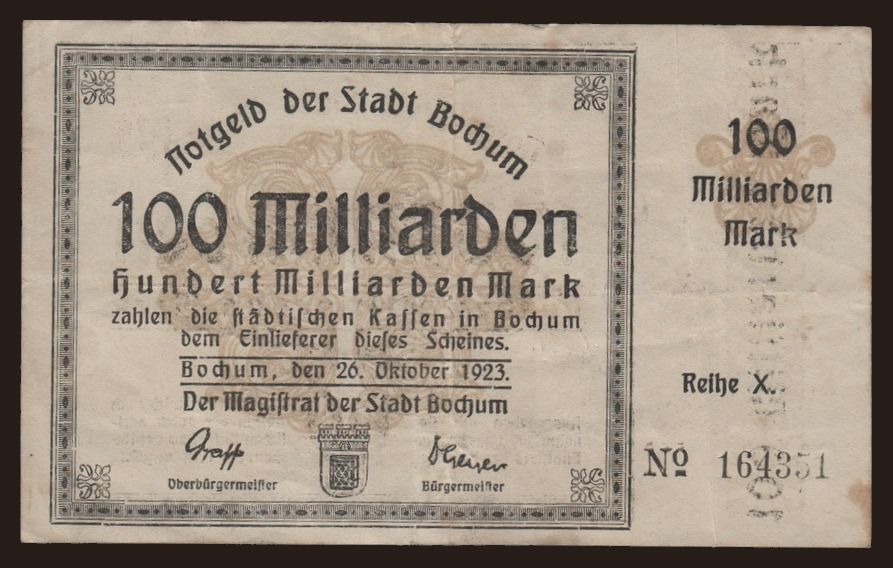 Notgeld der Stadt Bochum
100 Milliarden
Hundert Milliarden Mark
zahlen die städtischen Kassen in Bochum
dem Einlieferer dieses Scheines.
Bochum, den 26. Oktober 1923.
Der Magistrat der Stadt Bochum
Graff
Oberbürgermeister
Bürgermeister
100
Milliarden
Mark
Reihe X.
№ 164351